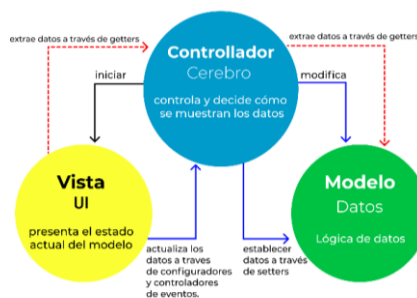 extrae datos a través de getters
extrae datos a través de getters
Controllador
Cerebro
controla y decide cómo
se muestran los datos
iniciar
modifica
Vista
UI
presenta el estado
actual del modelo
Modelo
Datos
Lógica de datos
actualiza los
datos a traves
de configuradores
y controladores
de eventos.
establecer
datos a través
de setters